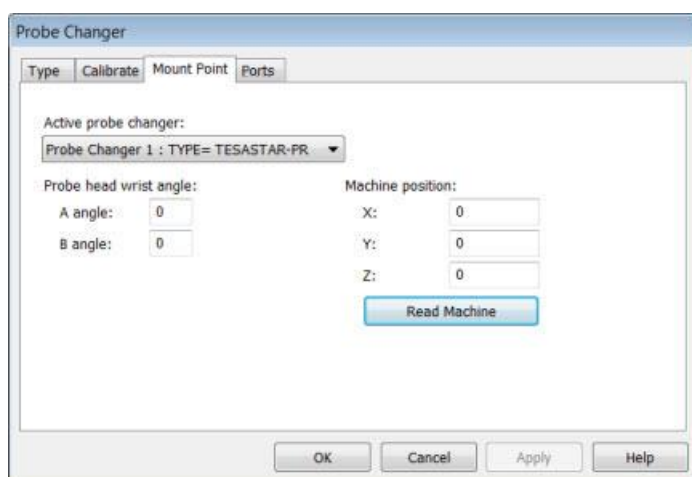 Probe Changer
Type Calibrate Mount Point Ports
Active probe changer:
Probe Changer 1 : TYPE= TESASTAR-PR
Probe head wrist angle: Machine position:
A angle: 0 X: 0
B angle: 0 Y: 0
Z: 0
Read Machine
OK Cancel Apply Help